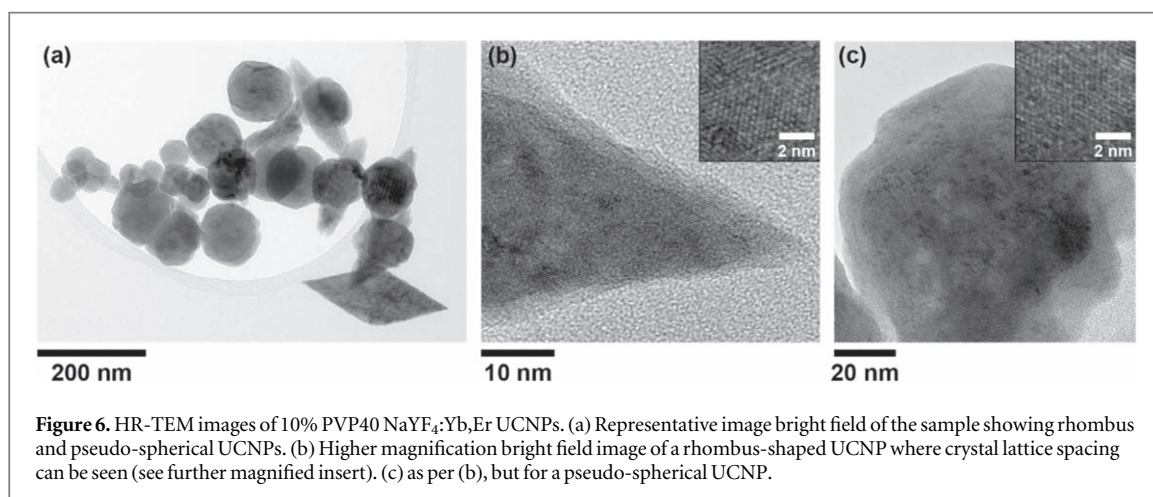 (a)
(b)
(c)
2 nm
2 nm
200 nm
10 nm
20 nm
Figure 6. HR-TEM images of 10% PVP40 NaYF₄:Yb,Er UCNPs. (a) Representative image bright field of the sample showing rhombus
and pseudo-spherical UCNPs. (b) Higher magnification bright field image of a rhombus-shaped UCNP where crystal lattice spacing
can be seen (see further magnified insert). (c) as per (b), but for a pseudo-spherical UCNP.